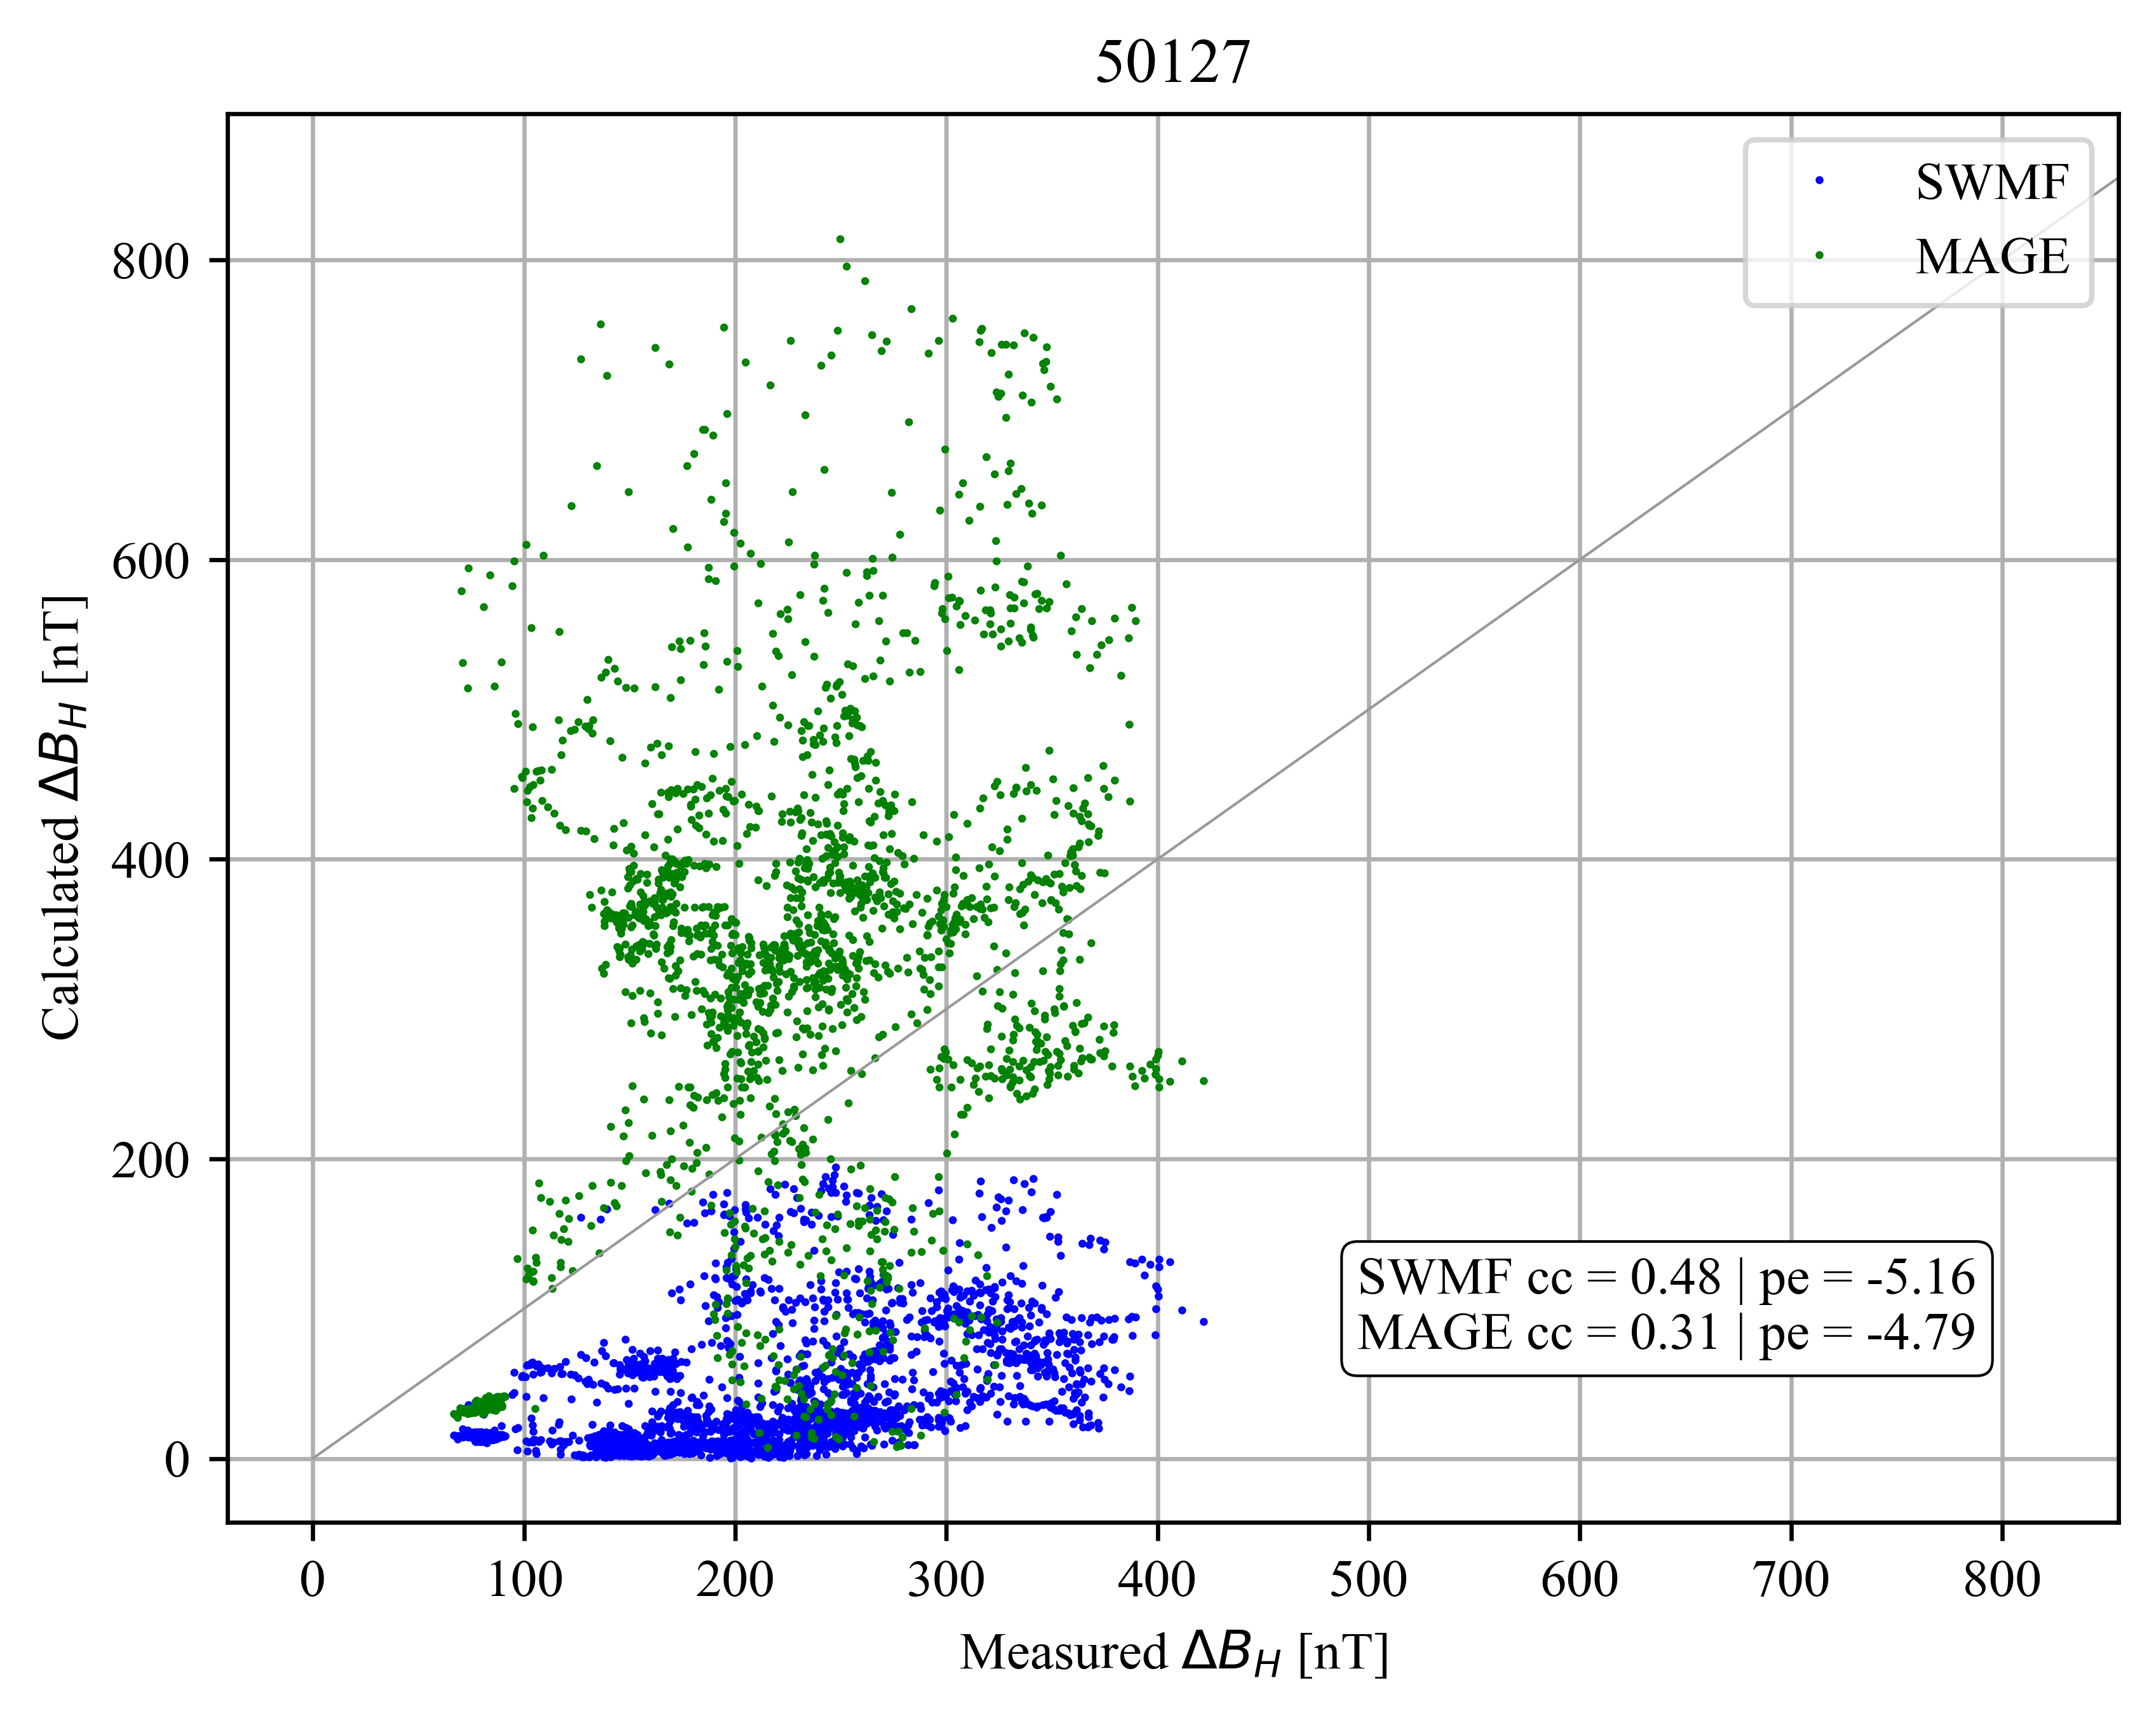 50127
SWMF
MAGE
800
600
400
200
0
Calculated ΔB_H [nT]
SWMF cc = 0.48 | pe = -5.16
MAGE cc = 0.31 | pe = -4.79
0 100 200 300 400 500 600 700 800
Measured ΔB_H [nT]